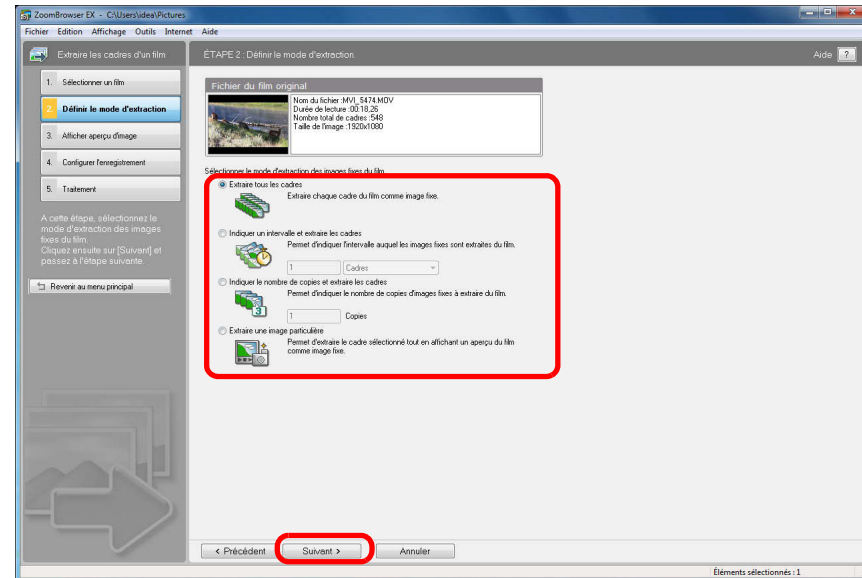 ZoomBrowser EX - C:\Users\idea\Pictures
Fichier Edition Affichage Outils Internet Aide
Extraire les cadres d'un film
ÉTAPE 2 : Définir le mode d'extraction
Aide ?
1. Sélectionner un film
2. Définir le mode d'extraction
3. Afficher aperçu d'image
4. Configurer l'enregistrement
5. Traitement
A cette étape, sélectionnez le
mode d'extraction des images
fixes du film.
Cliquez ensuite sur [Suivant] et
passez à l'étape suivante.
Revenir au menu principal
Fichier du film original
Nom du fichier :MVI_5474.MOV
Durée de lecture :00:18,26
Nombre total de cadres :548
Taille de l'image :1920x1080
Sélectionner le mode d'extraction des images fixes du film.
Extraire tous les cadres
Extraire chaque cadre du film comme image fixe.
Indiquer un intervalle et extraire les cadres
Permet d'indiquer l'intervalle auquel les images fixes sont extraites du film.
1 Cadres
Indiquer le nombre de copies et extraire les cadres
Permet d'indiquer le nombre de copies d'images fixes à extraire du film.
3
1 Copies
Extraire une image particulière
Permet d'extraire le cadre sélectionné tout en affichant un aperçu du film
comme image fixe.
< Précédent Suivant > Annuler
Éléments sélectionnés : 1